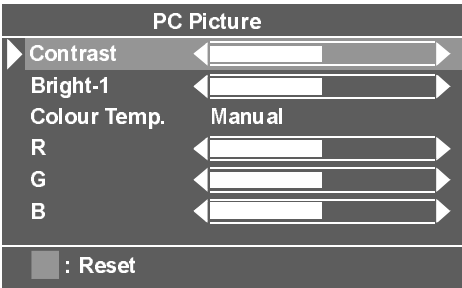 PC Picture
Contrast
Bright-1
Colour Temp. Manual
R
G
B
: Reset